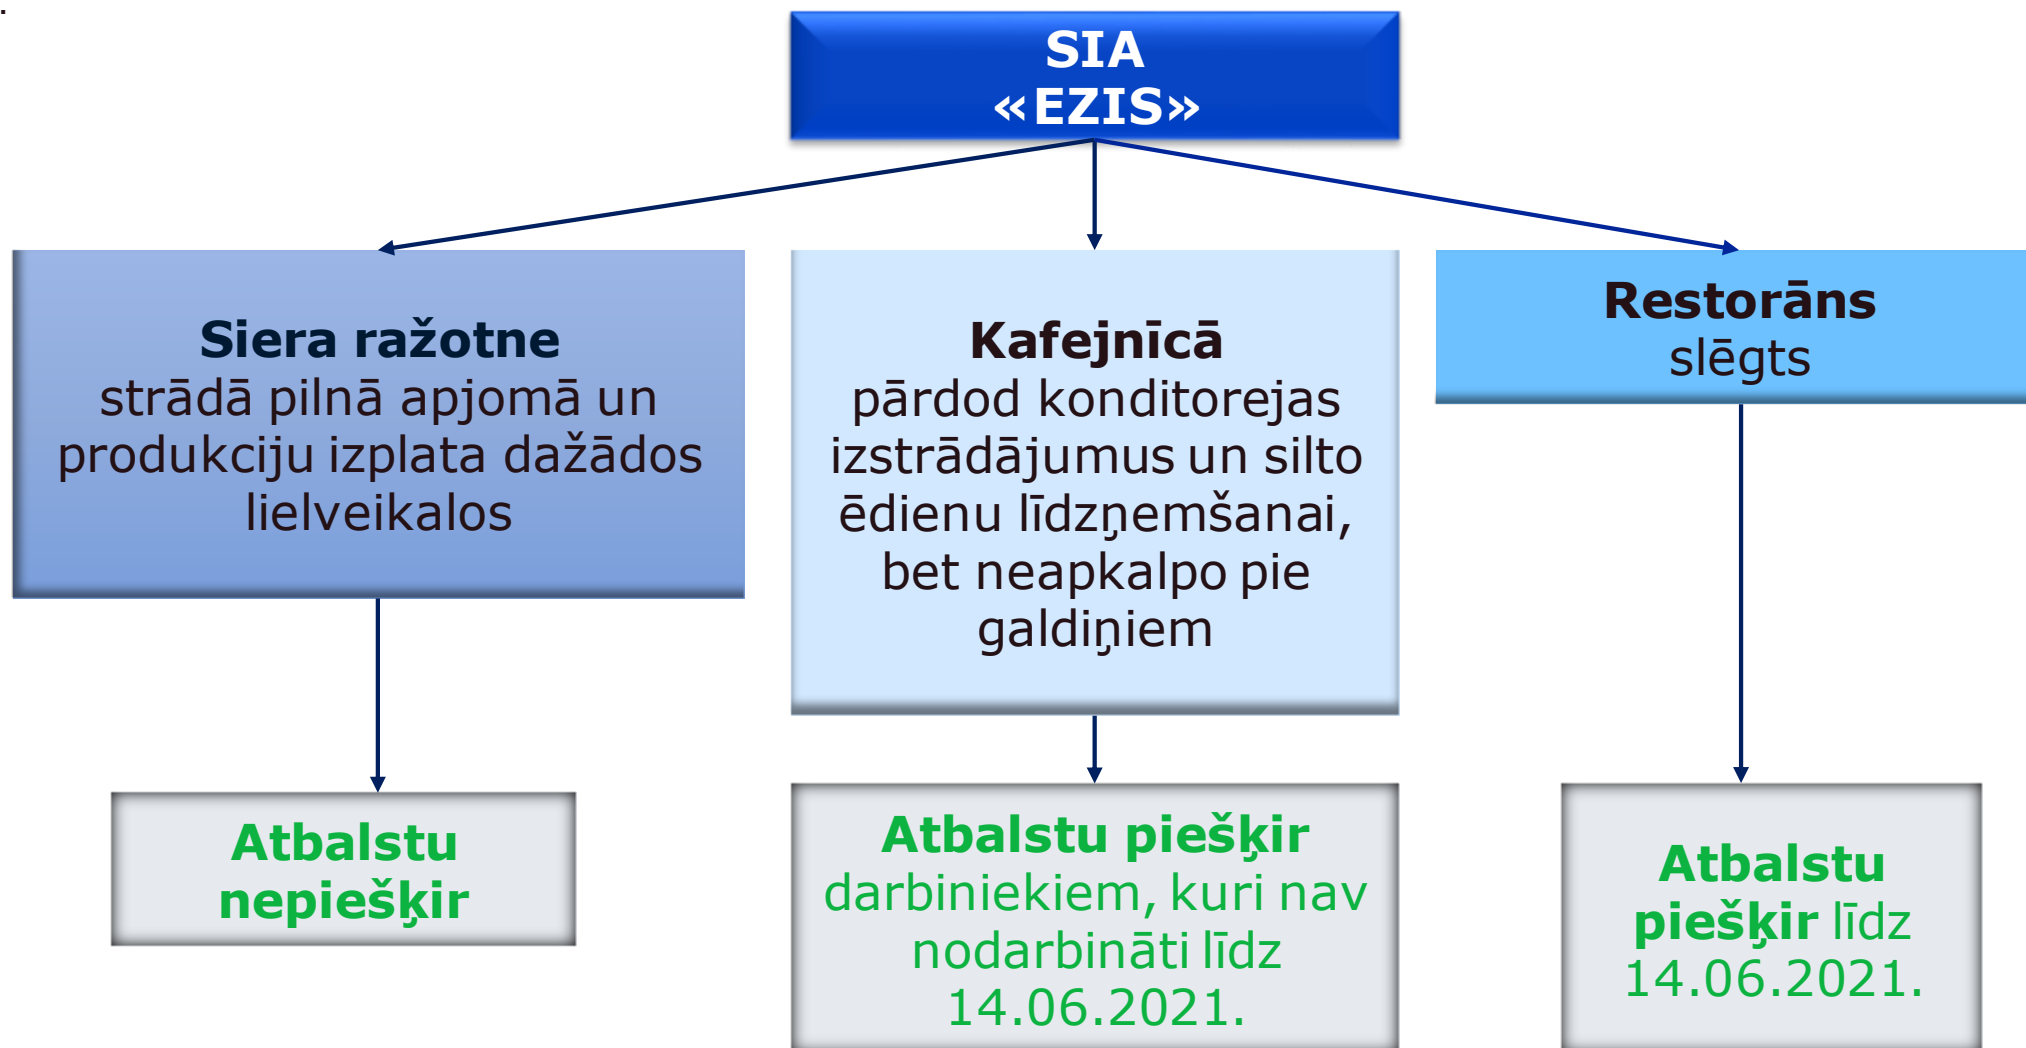 .
SIA
«EZIS»
Siera ražotne
strādā pilnā apjomā un
produkciju izplata dažādos
lielveikalos
Kafejnīcā
pārdod konditorejas
izstrādājumus un silto
ēdienu līdzņemšanai,
bet neapkalpo pie
galdiņiem
Restorāns
slēgts
Atbalstu
nepiešķir
Atbalstu piešķir
darbiniekiem, kuri nav
nodarbināti līdz
14.06.2021.
Atbalstu
piešķir līdz
14.06.2021.